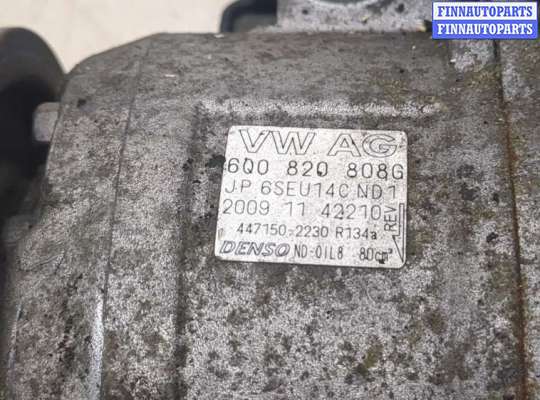 FINNAUTOPARTS
FINNAUTOPARTS
VW AG
6Q0 820 808G
JP 6SEU14C ND1
2009 11 42210
REV
447150-2230 R134a
DENSO ND-OIL8 80cm³